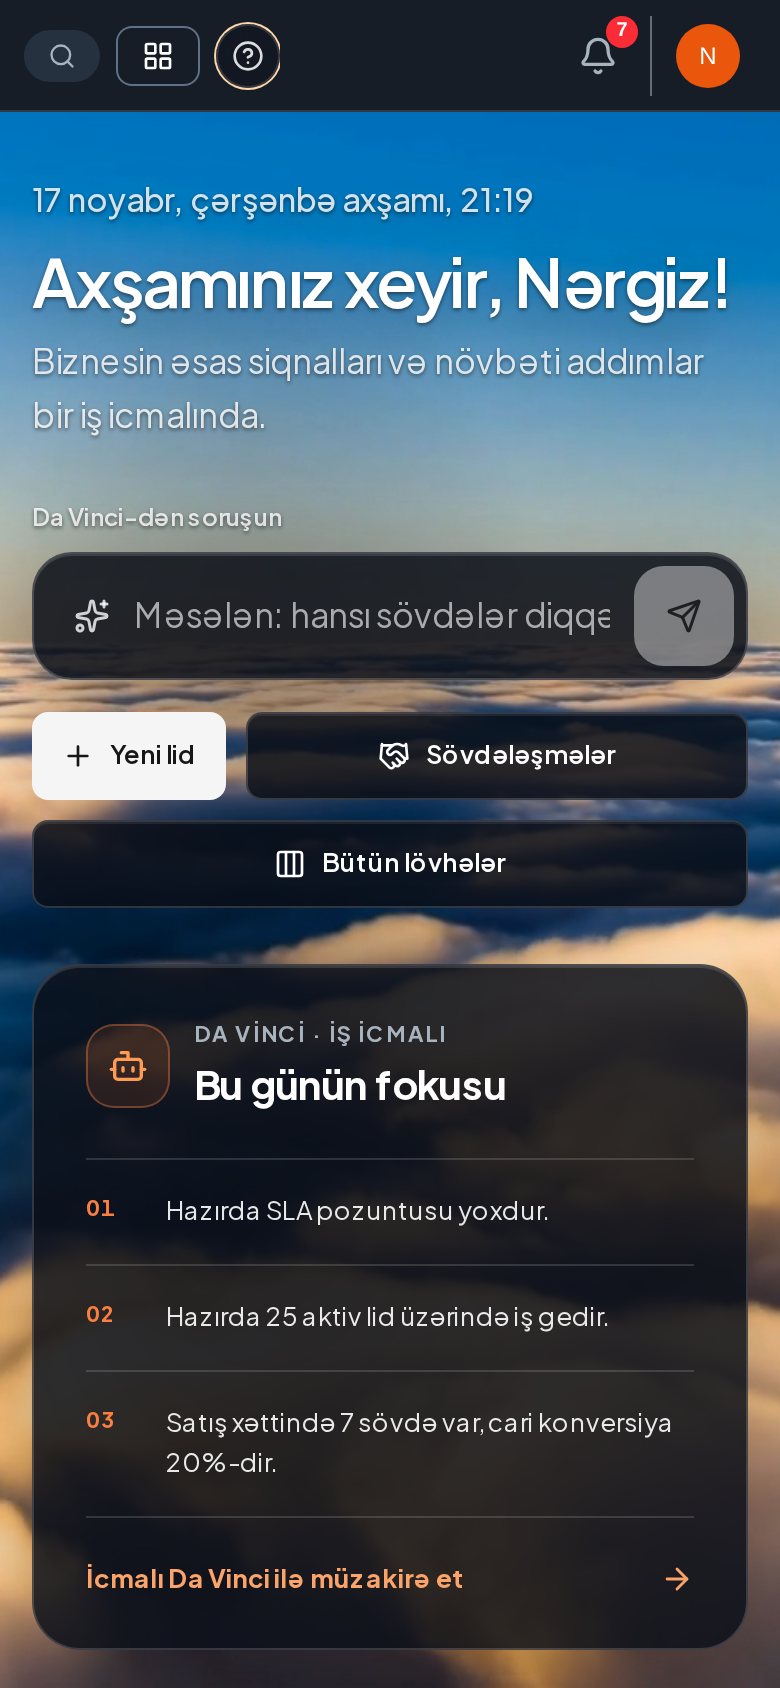 7
N
17 noyabr, çərşənbə axşamı, 21:19
Axşamınız xeyir, Nərgiz!
Biznesin əsas siqnalları və növbəti addımlar
bir iş icmalında.
Da Vinci-dən soruşun
Məsələn: hansı sövdələr diqqə
Yeni lid
Sövdələşmələr
Bütün lövhələr
DA VİNCİ · İŞ İCMALI
Bu günün fokusu
01 Hazırda SLA pozuntusu yoxdur.
02 Hazırda 25 aktiv lid üzərində iş gedir.
03 Satış xəttində 7 sövdə var, cari konversiya
20%-dir.
İcmalı Da Vinci ilə müzakirə et